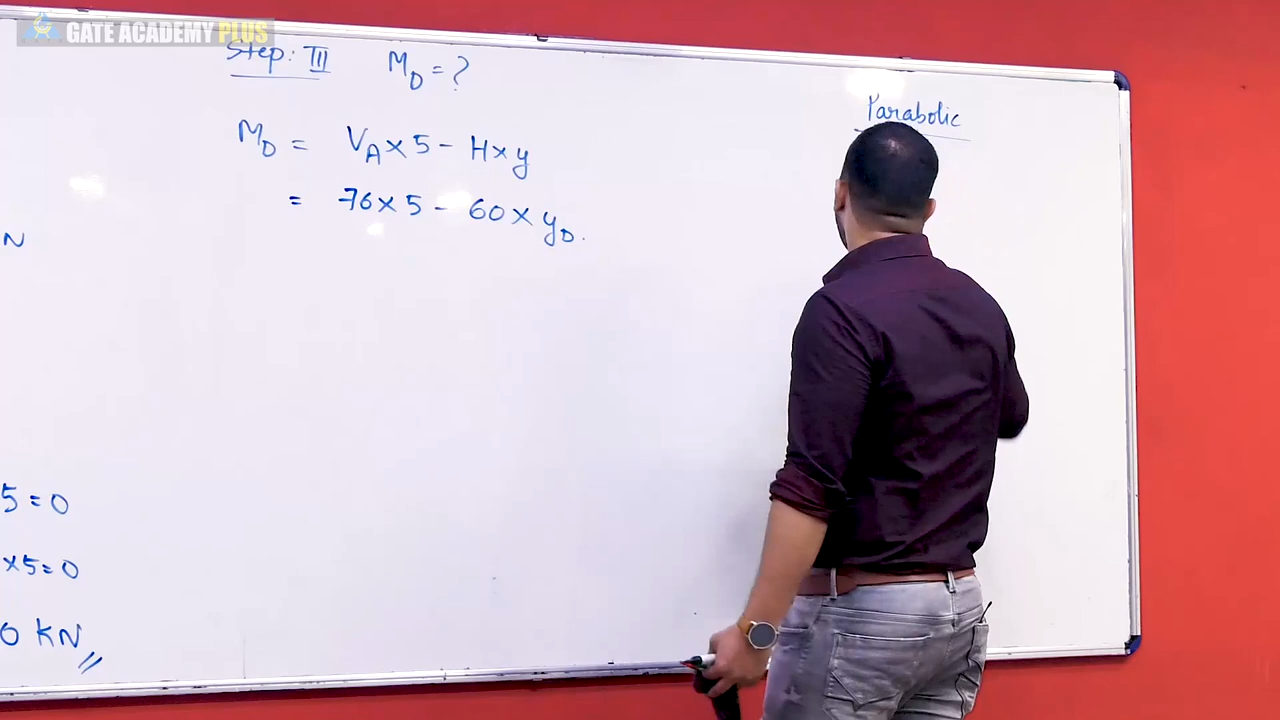 GATE ACADEMY PLUS
Step: III M_D = ?
M_D = V_A × 5 - H × y
= 76 × 5 - 60 × y_D.
N
5 = 0
× 5 = 0
0 kN
Parabolic